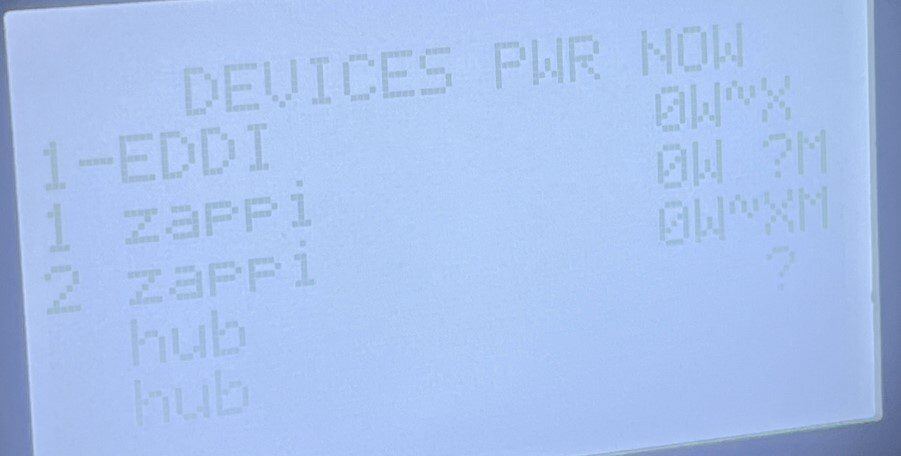 DEVICES PWR NOW
1-EDDI 0W~X
1 zappi 0W ?M
2 zappi 0W~XM
hub ?
hub